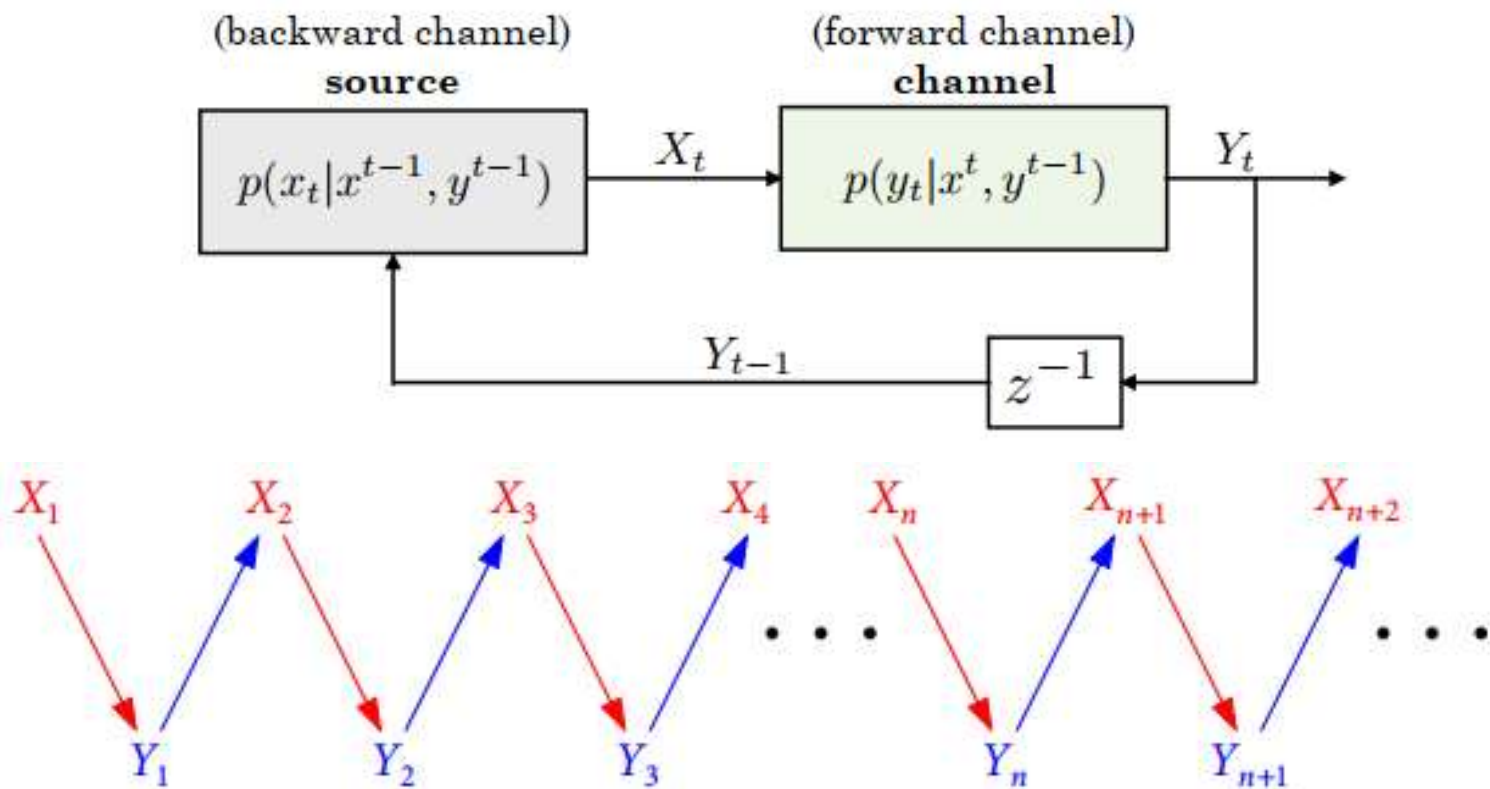 (backward channel) (forward channel)
source channel
p(x_t|x^{t-1}, y^{t-1}) X_t p(y_t|x^t, y^{t-1}) Y_t
Y_{t-1} z^{-1}
X_1 X_2 X_3 X_4 X_n X_{n+1} X_{n+2}
• • • • • •
Y_1 Y_2 Y_3 Y_n Y_{n+1}